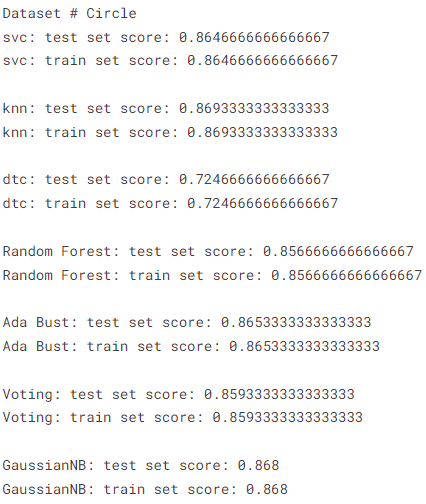 Dataset # Circle
svc: test set score: 0.8646666666666667
svc: train set score: 0.8646666666666667
knn: test set score: 0.8693333333333333
knn: train set score: 0.8693333333333333
dtc: test set score: 0.7246666666666667
dtc: train set score: 0.7246666666666667
Random Forest: test set score: 0.8566666666666667
Random Forest: train set score: 0.8566666666666667
Ada Bust: test set score: 0.8653333333333333
Ada Bust: train set score: 0.8653333333333333
Voting: test set score: 0.8593333333333333
Voting: train set score: 0.8593333333333333
GaussianNB: test set score: 0.868
GaussianNB: train set score: 0.868